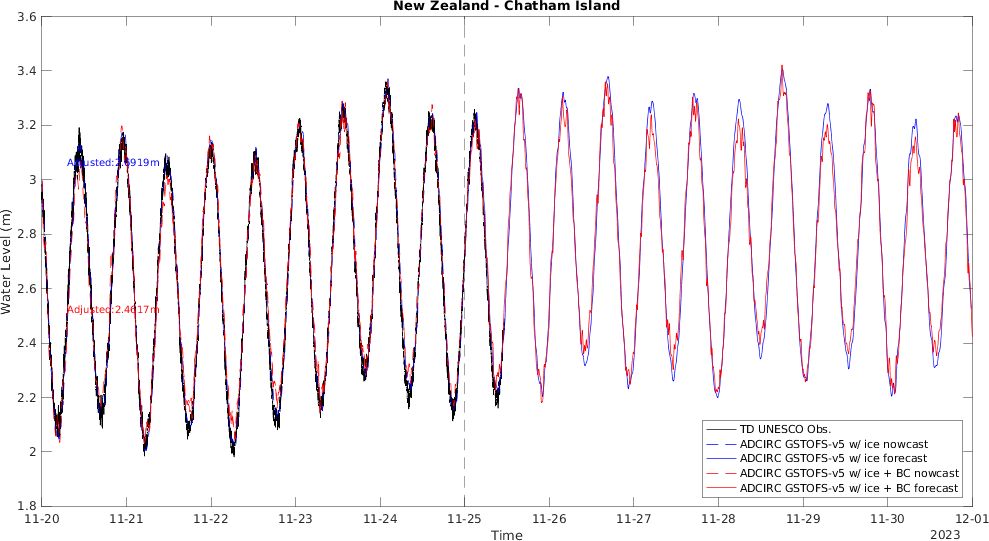 New Zealand - Chatham Island
3.6
3.4
3.2
3
2.8
2.6
2.4
2.2
2
1.8
Water Level (m)
Adjusted:2.6919m
Adjusted:2.4617m
TD UNESCO Obs.
ADCIRC GSTOFS-v5 w/ ice nowcast
ADCIRC GSTOFS-v5 w/ ice forecast
ADCIRC GSTOFS-v5 w/ ice + BC nowcast
ADCIRC GSTOFS-v5 w/ ice + BC forecast
11-20 11-21 11-22 11-23 11-24 11-25 11-26 11-27 11-28 11-29 11-30 12-01
Time
2023